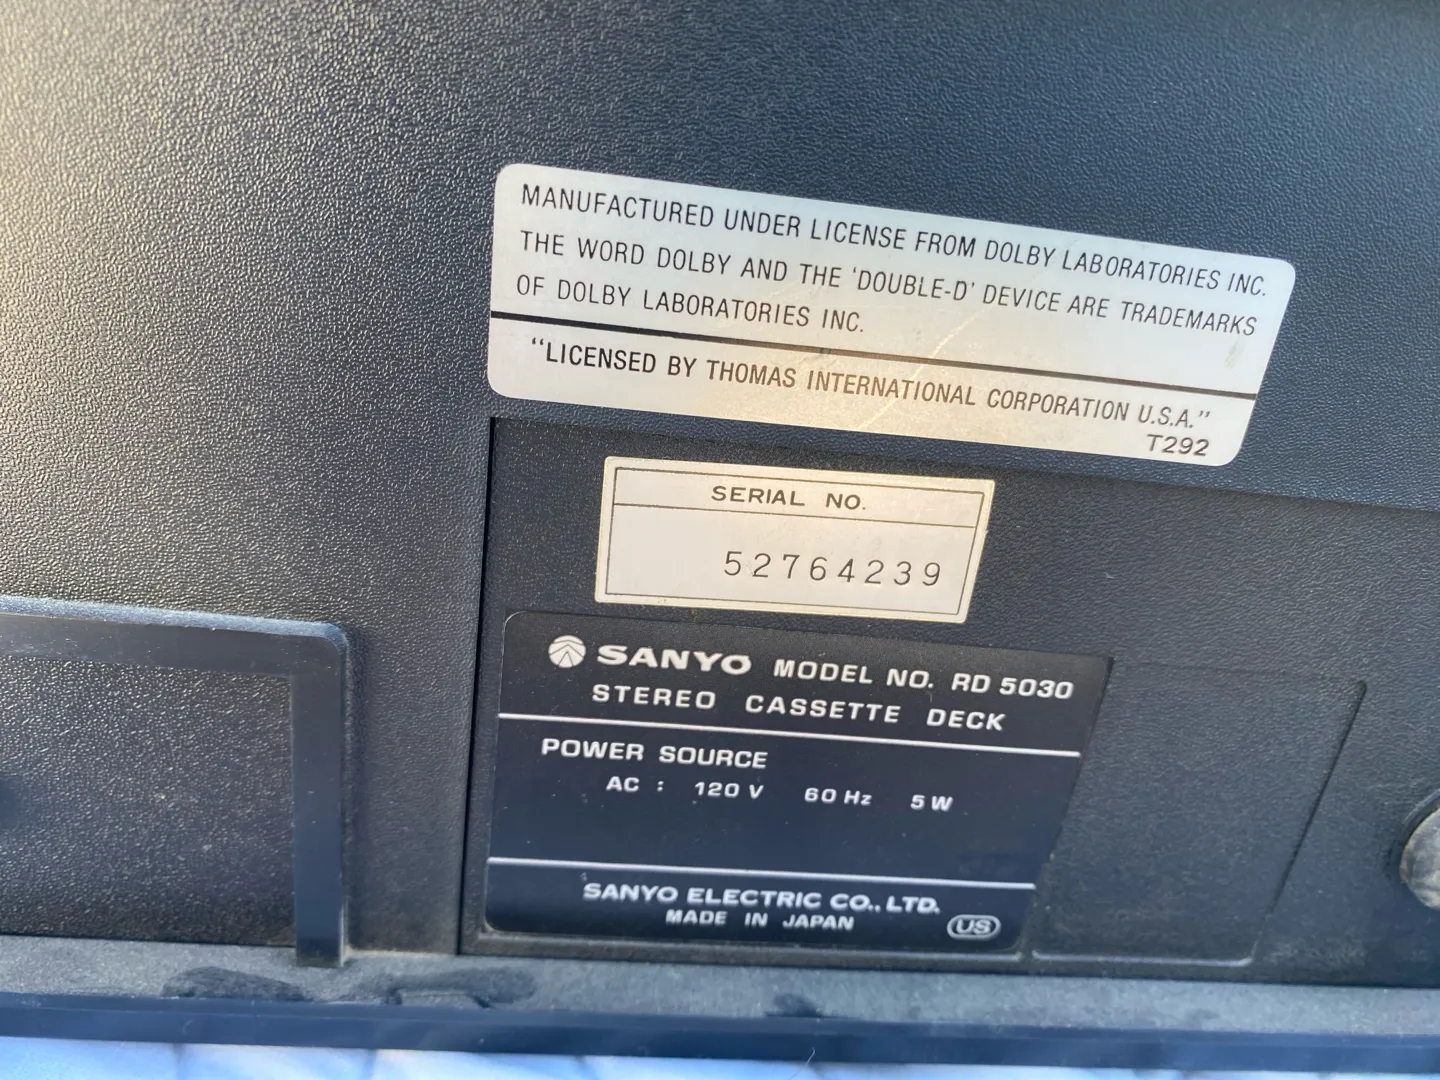 MANUFACTURED UNDER LICENSE FROM DOLBY LABORATORIES INC.
THE WORD DOLBY AND THE 'DOUBLE-D' DEVICE ARE TRADEMARKS
OF DOLBY LABORATORIES INC.
"LICENSED BY THOMAS INTERNATIONAL CORPORATION U.S.A."
T292
SERIAL NO.
52764239
SANYO MODEL NO. RD 5030
STEREO CASSETTE DECK
POWER SOURCE
AC : 120 V 60 Hz 5 W
SANYO ELECTRIC CO., LTD.
MADE IN JAPAN
US